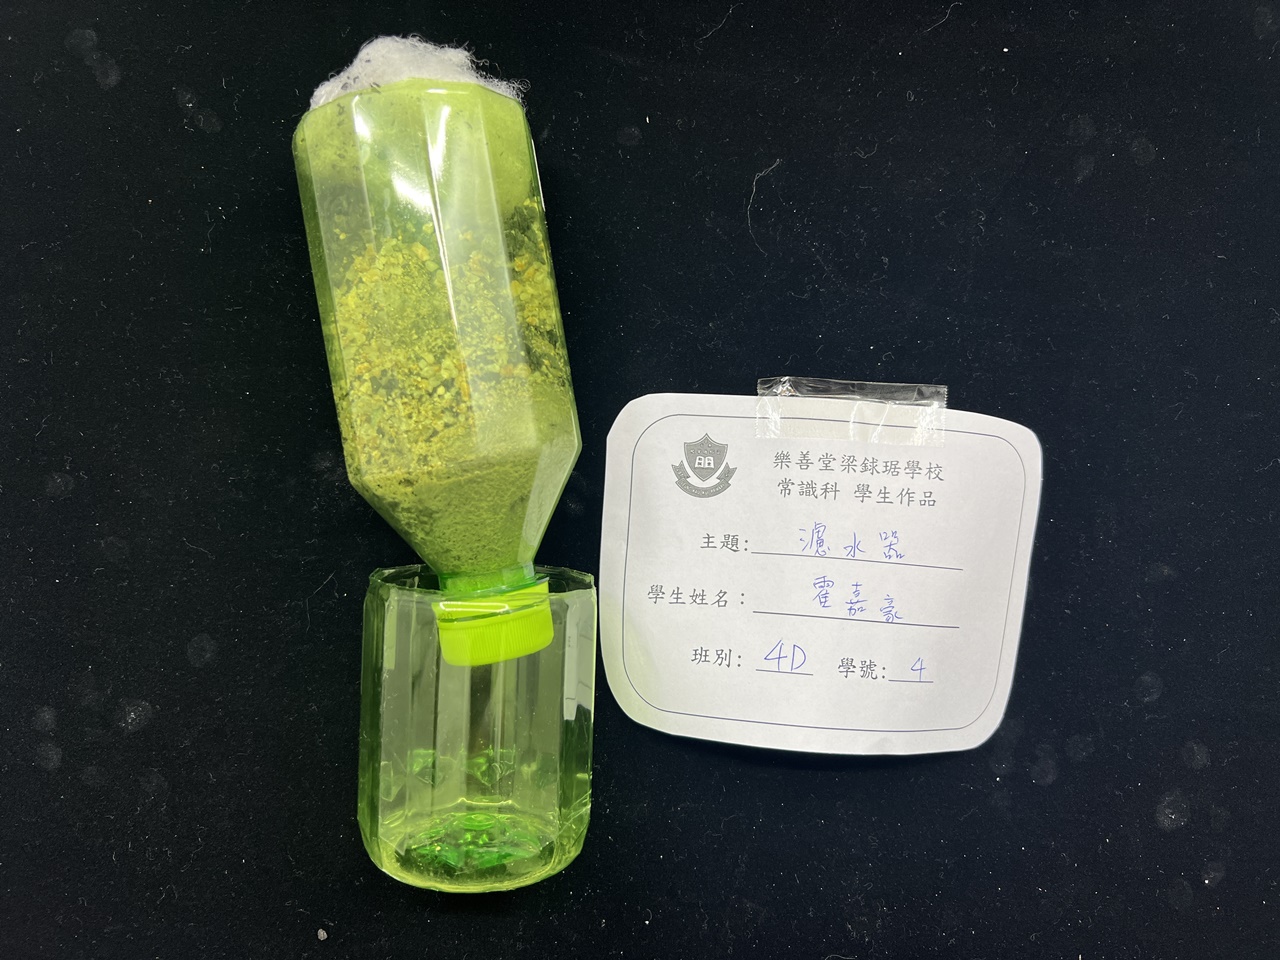 樂善堂梁銶琚學校
常識科 學生作品
主題: 濾水器
學生姓名: 霍嘉豪
班別: 4D 學號: 4